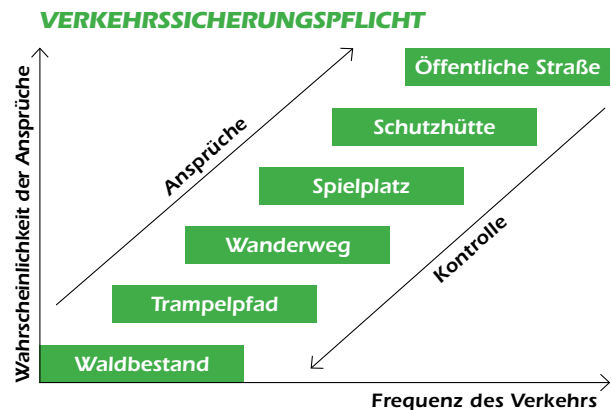 VERKEHRSSICHERUNGSPFLICHT
Wahrscheinlichkeit der Ansprüche
Ansprüche
Öffentliche Straße
Schutzhütte
Spielplatz
Wanderweg
Kontrolle
Trampelpfad
Waldbestand
Frequenz des Verkehrs